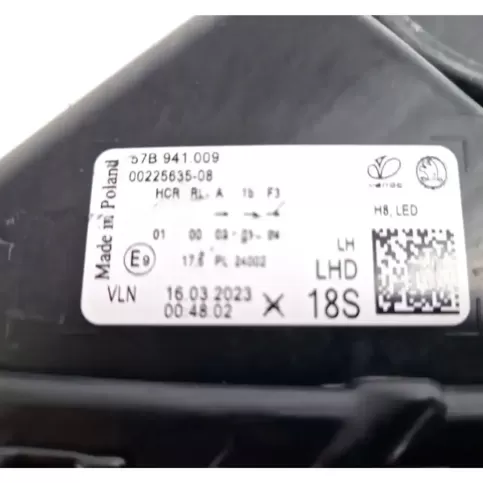 Made in Poland
57B 941.009
00225635-08
HCR RL A 1b F3
01 00 03 03 04
E9
17,5 PL 24002
VLN
16.03.2023
00:48:02
X
H8, LED
LH
LHD
18S